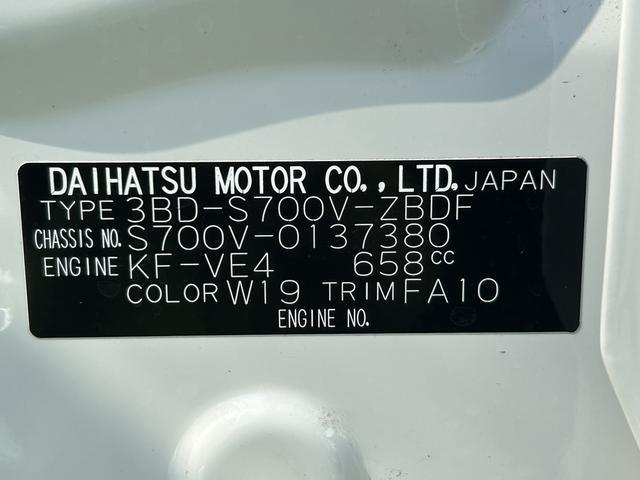 DAIHATSU MOTOR CO., LTD. JAPAN
TYPE 3BD-S700V-ZBDF
CHASSIS NO. S700V-0137380
ENGINE KF-VE4 658cc
COLOR W19 TRIM FA10
ENGINE NO.